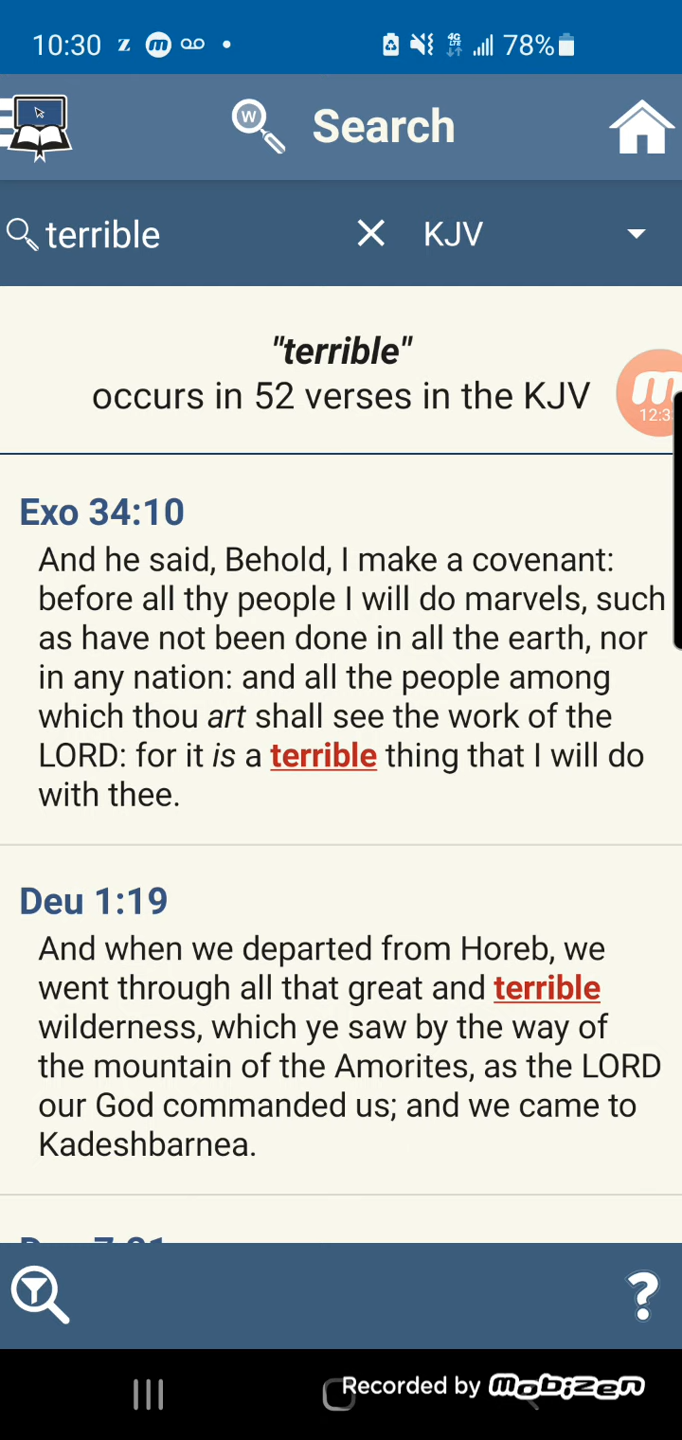 10:30 z m 4G LTE 78%
W Search
terrible KJV
"terrible"
occurs in 52 verses in the KJV
m
12:3
Exo 34:10
And he said, Behold, I make a covenant:
before all thy people I will do marvels, such
as have not been done in all the earth, nor
in any nation: and all the people among
which thou art shall see the work of the
LORD: for it is a terrible thing that I will do
with thee.
Deu 1:19
And when we departed from Horeb, we
went through all that great and terrible
wilderness, which ye saw by the way of
the mountain of the Amorites, as the LORD
our God commanded us; and we came to
Kadeshbarnea.
?
Recorded by mobizen